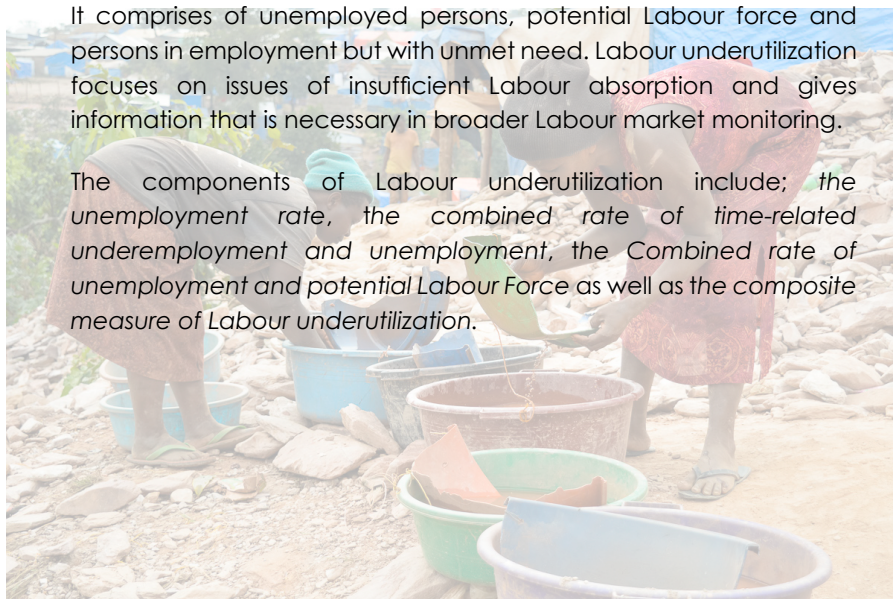 It comprises of unemployed persons, potential Labour force and
persons in employment but with unmet need. Labour underutilization
focuses on issues of insufficient Labour absorption and gives
information that is necessary in broader Labour market monitoring.
The components of Labour underutilization include; the
unemployment rate, the combined rate of time-related
underemployment and unemployment, the Combined rate of
unemployment and potential Labour Force as well as the composite
measure of Labour underutilization.